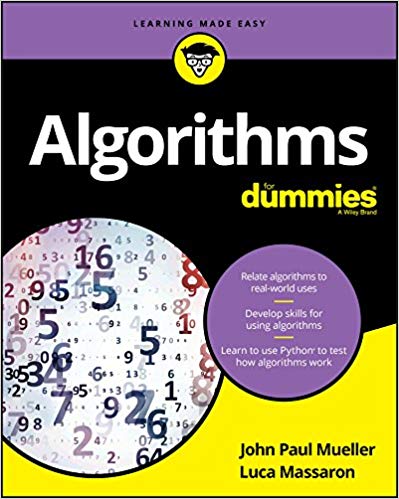 LEARNING MADE EASY
Algorithms
for
dummies®
A Wiley Brand
Relate algorithms to
real-world uses
Develop skills for
using algorithms
Learn to use Python® to test
how algorithms work
John Paul Mueller
Luca Massaron